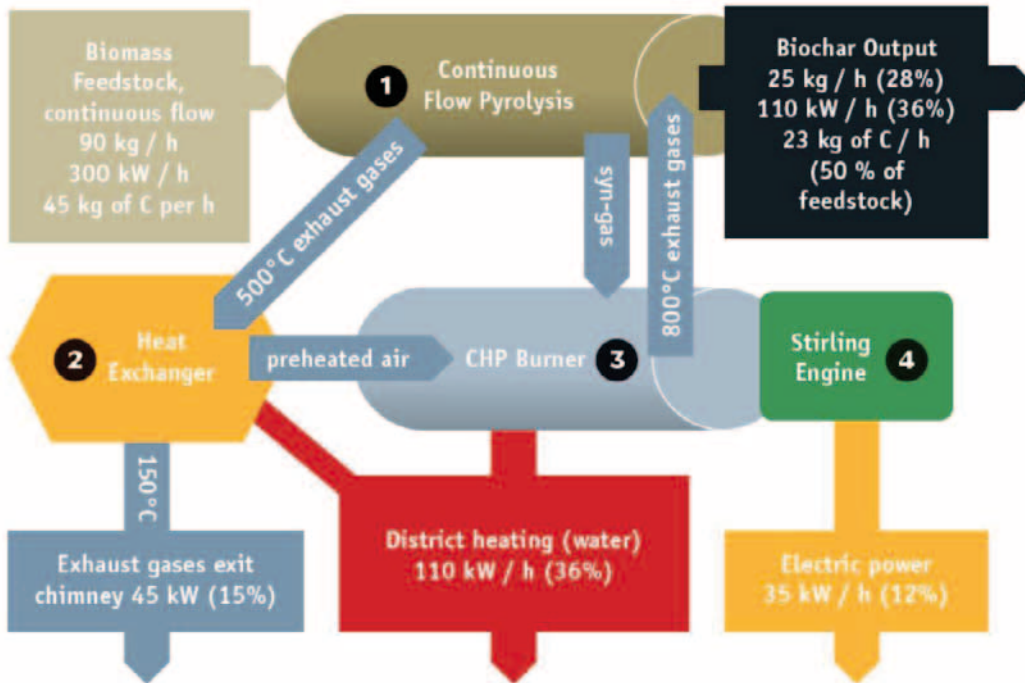 Biomass
Feedstock,
continuous flow
90 kg / h
300 kW / h
45 kg of C per h
1
Continuous
Flow Pyrolysis
Biochar Output
25 kg / h (28%)
110 kW / h (36%)
23 kg of C / h
(50 % of
feedstock)
500°C exhaust gases
syn-gas
800°C exhaust gases
2
Heat
Exchanger
preheated air
CHP Burner
3
Stirling
Engine
4
150°C
Exhaust gases exit
chimney 45 kW (15%)
District heating (water)
110 kW / h (36%)
Electric power
35 kW / h (12%)